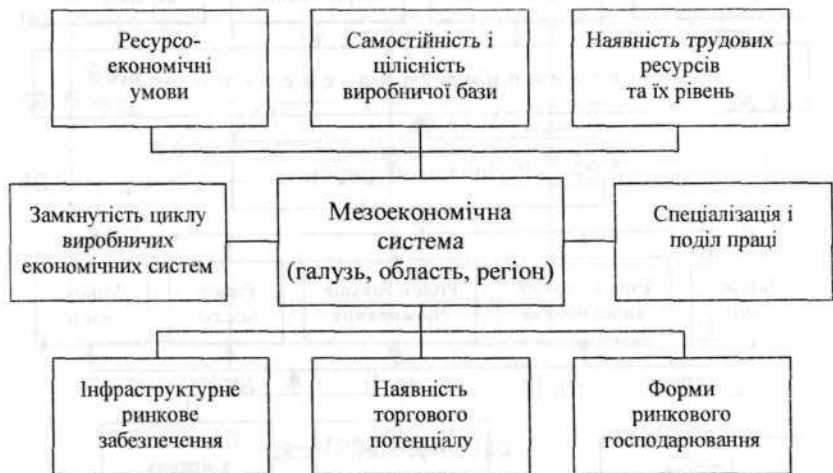 Ресурсо-
економічні
умови
Самостійність і
цілісність
виробничої бази
Наявність трудових
ресурсів
та їх рівень
Замкнутість циклу
виробничих
економічних систем
Мезоекономічна
система
(галузь, область, регіон)
Спеціалізація і
поділ праці
Інфраструктурне
ринкове
забезпечення
Наявність
торгового
потенціалу
Форми
ринкового
господарювання